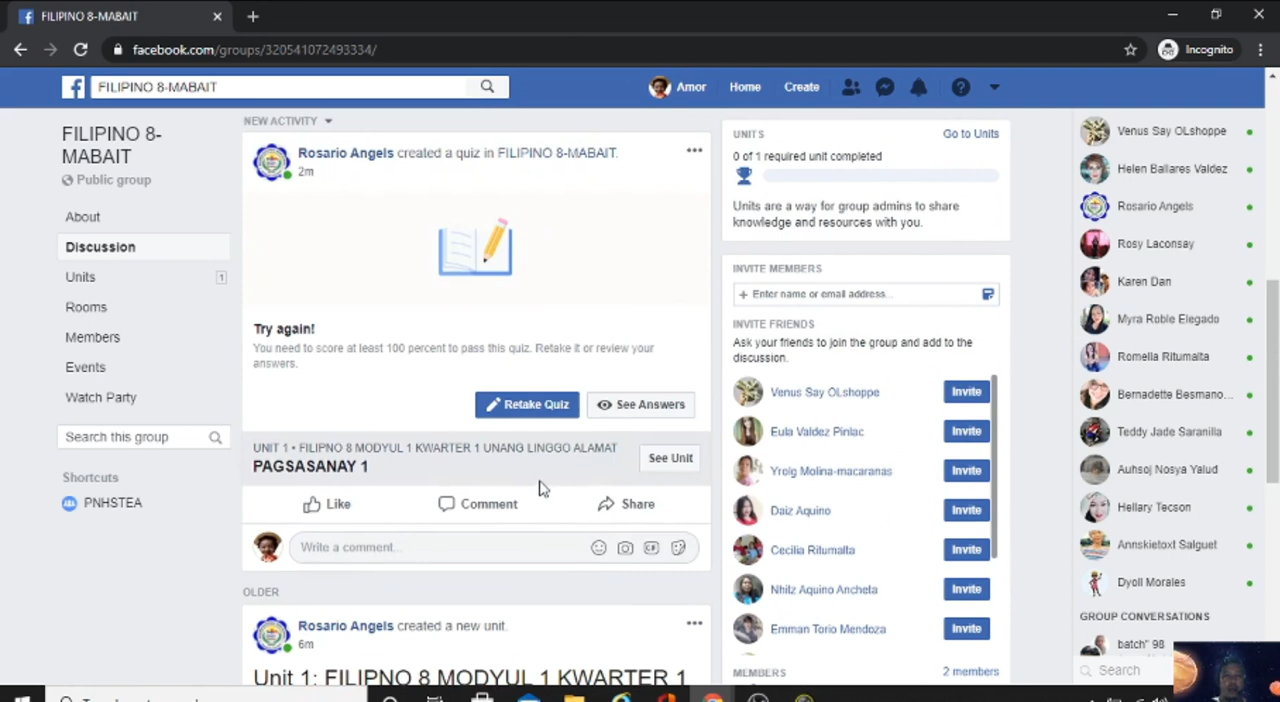 FILIPINO 8-MABAIT
facebook.com/groups/320541072493334/
Incognito
FILIPINO 8-MABAIT
Amor
Home
Create
FILIPINO 8-
MABAIT
Public group
About
Discussion
Units
1
Rooms
Members
Events
Watch Party
Search this group
Shortcuts
PNHSTEA
NEW ACTIVITY
Rosario Angels created a quiz in FILIPINO 8-MABAIT.
2m
Try again!
You need to score at least 100 percent to pass this quiz. Retake it or review your
answers.
Retake Quiz
See Answers
UNIT 1 • FILIPNO 8 MODYUL 1 KWARTER 1 UNANG LINGGO ALAMAT
PAGSASANAY 1
See Unit
Like
Comment
Share
Write a comment...
OLDER
Rosario Angels created a new unit.
6m
Unit 1: FILIPNO 8 MODYUL 1 KWARTER 1
UNITS
Go to Units
0 of 1 required unit completed
Units are a way for group admins to share
knowledge and resources with you.
INVITE MEMBERS
+ Enter name or email address...
INVITE FRIENDS
Ask your friends to join the group and add to the
discussion.
Venus Say OLshoppe
Invite
Eula Valdez Pinlac
Invite
Yrolg Molina-macaranas
Invite
Daiz Aquino
Invite
Cecilia Ritumalta
Invite
Nhitz Aquino Ancheta
Invite
Emman Torio Mendoza
Invite
MEMBERS
2 members
Venus Say OLshoppe
Helen Ballares Valdez
Rosario Angels
Rosy Laconsay
Karen Dan
Myra Roble Elegado
Romella Ritumalta
Bernadette Besmano...
Teddy Jade Saranilla
Auhsoj Nosya Yalud
Hellary Tecson
Annskietoxt Salguet
Dyoll Morales
GROUP CONVERSATIONS
batch" 98
Search